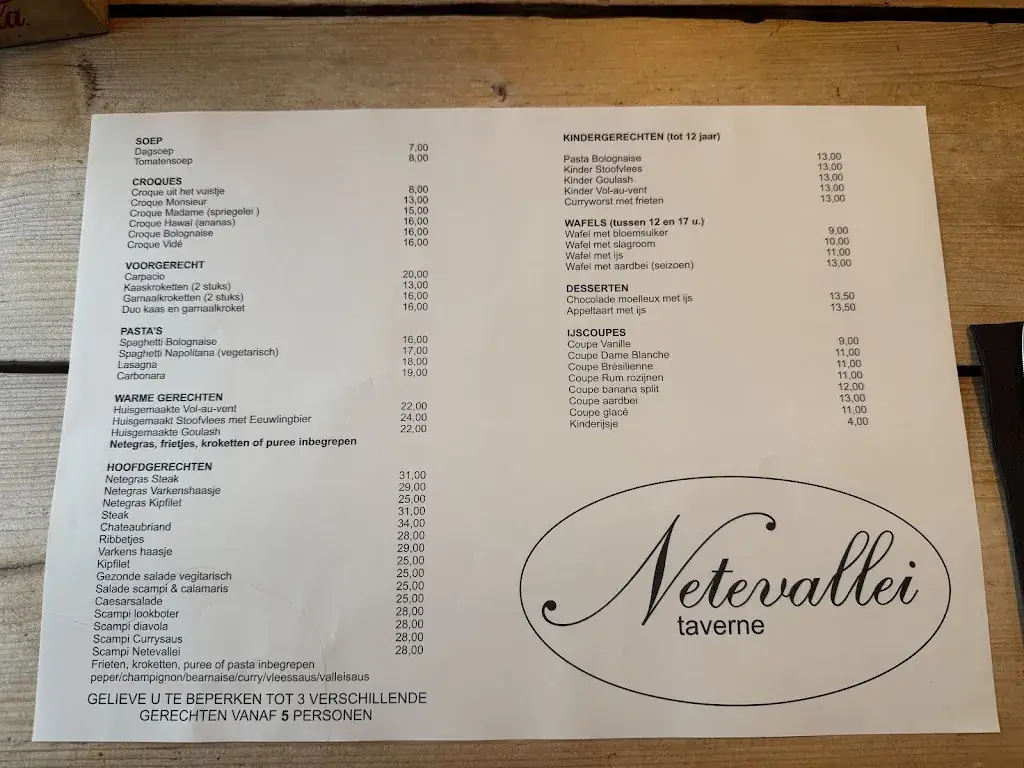 SOEP
Dagsoep 7,00
Tomatensoep 8,00
CROQUES
Croque uit het vuistje 8,00
Croque Monsieur 13,00
Croque Madame (spriegelei ) 15,00
Croque Hawaï (ananas) 16,00
Croque Bolognaise 16,00
Croque Vidé 16,00
VOORGERECHT
Carpacio 20,00
Kaaskroketten (2 stuks) 13,00
Garnaalkroketten (2 stuks) 16,00
Duo kaas en garnaalkroket 16,00
PASTA'S
Spaghetti Bolognaise 16,00
Spaghetti Napolitana (vegetarisch) 17,00
Lasagna 18,00
Carbonara 19,00
WARME GERECHTEN
Huisgemaakte Vol-au-vent 22,00
Huisgemaakt Stoofvlees met Eeuwlingbier 24,00
Huisgemaakte Goulash 22,00
Netegras, frietjes, kroketten of puree inbegrepen
HOOFDGERECHTEN
Netegras Steak 31,00
Netegras Varkenshaasje 29,00
Netegras Kipfilet 25,00
Steak 31,00
Chateaubriand 34,00
Ribbetjes 28,00
Varkens haasje 29,00
Kipfilet 25,00
Gezonde salade vegitarisch 25,00
Salade scampi & calamaris 25,00
Caesarsalade 25,00
Scampi lookboter 28,00
Scampi diavola 28,00
Scampi Currysaus 28,00
Scampi Netevallei 28,00
Frieten, kroketten, puree of pasta inbegrepen
peper/champignon/bearnaise/curry/vleessaus/valleisaus
GELIEVE U TE BEPERKEN TOT 3 VERSCHILLENDE
GERECHTEN VANAF 5 PERSONEN
KINDERGERECHTEN (tot 12 jaar)
Pasta Bolognaise 13,00
Kinder Stoofvlees 13,00
Kinder Goulash 13,00
Kinder Vol-au-vent 13,00
Curryworst met frieten 13,00
WAFELS (tussen 12 en 17 u.)
Wafel met bloemsuiker 9,00
Wafel met slagroom 10,00
Wafel met ijs 11,00
Wafel met aardbei (seizoen) 13,00
DESSERTEN
Chocolade moelleux met ijs 13,50
Appeltaart met ijs 13,50
IJSCOUPES
Coupe Vanille 9,00
Coupe Dame Blanche 11,00
Coupe Brésilienne 11,00
Coupe Rum rozijnen 11,00
Coupe banana split 12,00
Coupe aardbei 13,00
Coupe glacé 11,00
Kinderijsje 4,00
Netevallei
taverne